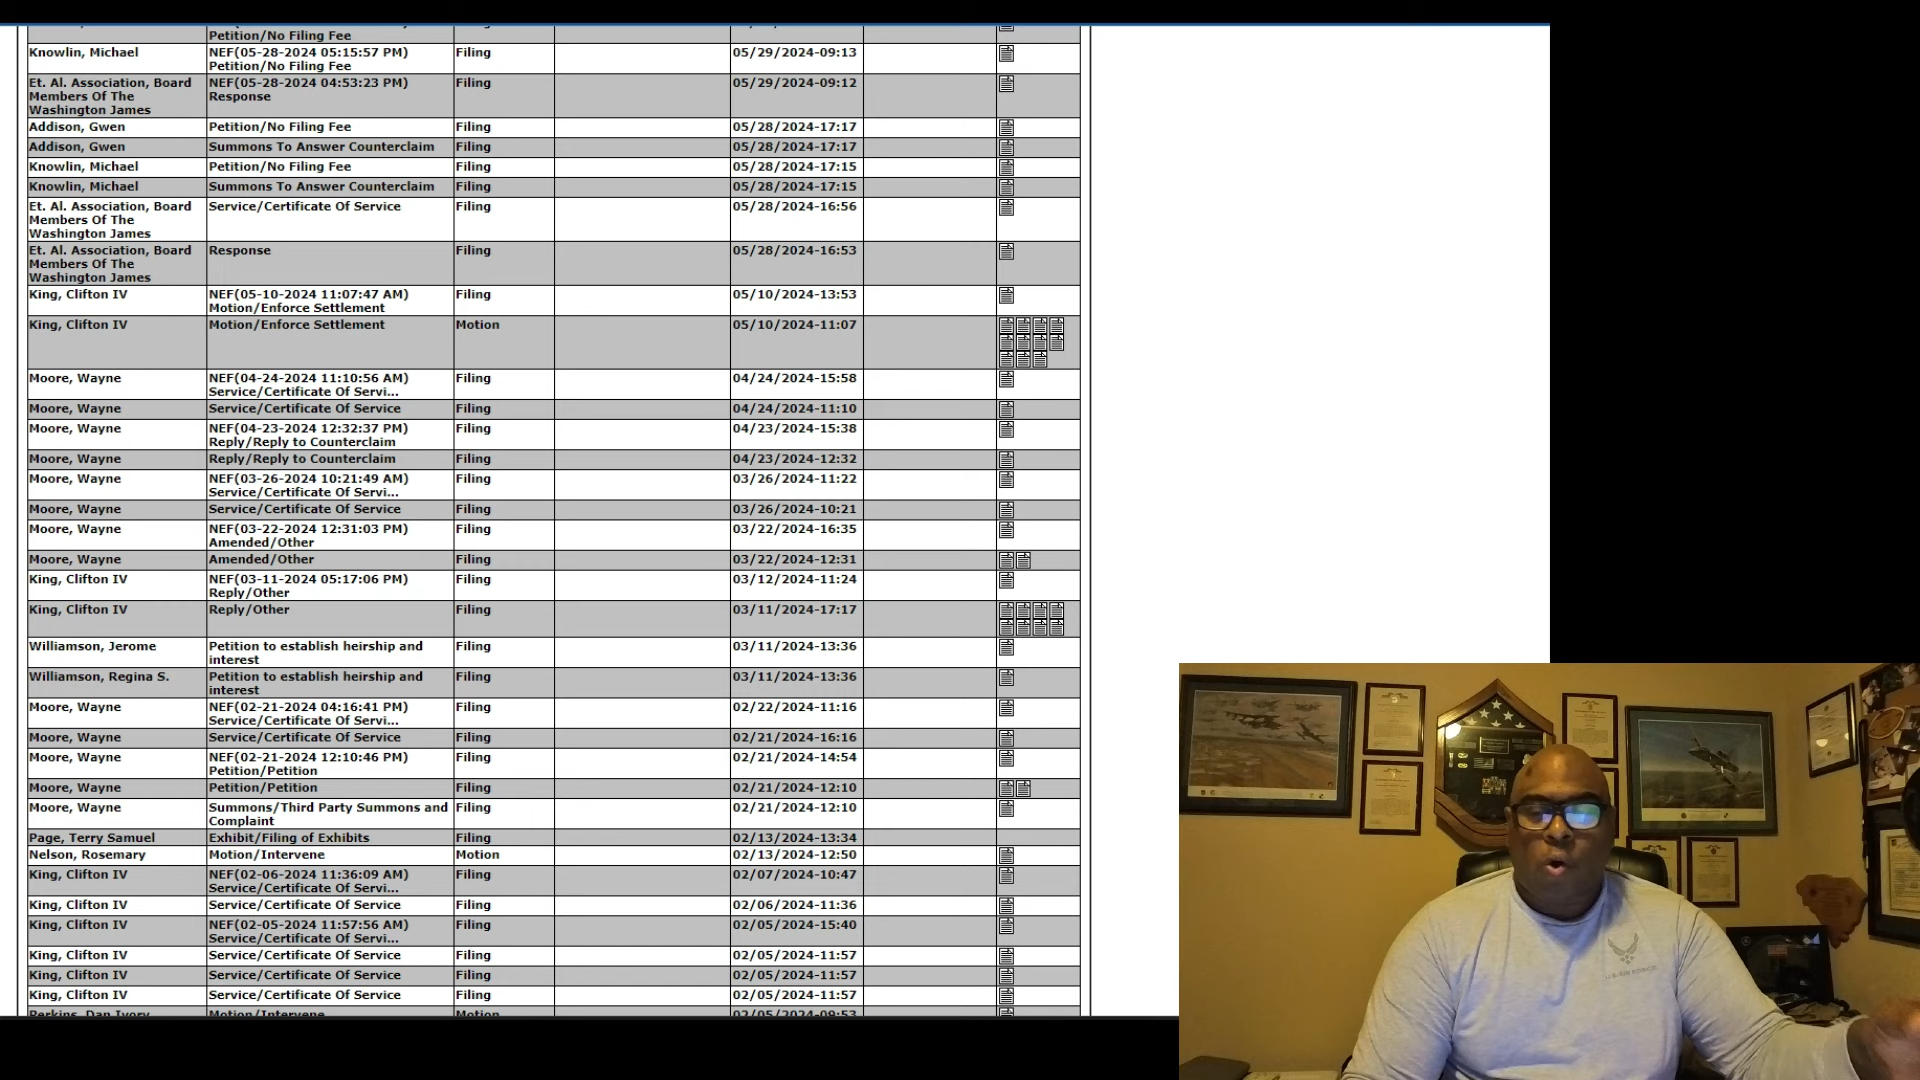 Petition/No Filing Fee
Knowlin, Michael NEF(05-28-2024 05:15:57 PM) Filing 05/29/2024-09:13
Petition/No Filing Fee
Et. Al. Association, Board NEF(05-28-2024 04:53:23 PM) Filing 05/29/2024-09:12
Members Of The Response
Washington James
Addison, Gwen Petition/No Filing Fee Filing 05/28/2024-17:17
Addison, Gwen Summons To Answer Counterclaim Filing 05/28/2024-17:17
Knowlin, Michael Petition/No Filing Fee Filing 05/28/2024-17:15
Knowlin, Michael Summons To Answer Counterclaim Filing 05/28/2024-17:15
Et. Al. Association, Board Service/Certificate Of Service Filing 05/28/2024-16:56
Members Of The
Washington James
Et. Al. Association, Board Response Filing 05/28/2024-16:53
Members Of The
Washington James
King, Clifton IV NEF(05-10-2024 11:07:47 AM) Filing 05/10/2024-13:53
Motion/Enforce Settlement
King, Clifton IV Motion/Enforce Settlement Motion 05/10/2024-11:07
Moore, Wayne NEF(04-24-2024 11:10:56 AM) Filing 04/24/2024-15:58
Service/Certificate Of Servi...
Moore, Wayne Service/Certificate Of Service Filing 04/24/2024-11:10
Moore, Wayne NEF(04-23-2024 12:32:37 PM) Filing 04/23/2024-15:38
Reply/Reply to Counterclaim
Moore, Wayne Reply/Reply to Counterclaim Filing 04/23/2024-12:32
Moore, Wayne NEF(03-26-2024 10:21:49 AM) Filing 03/26/2024-11:22
Service/Certificate Of Servi...
Moore, Wayne Service/Certificate Of Service Filing 03/26/2024-10:21
Moore, Wayne NEF(03-22-2024 12:31:03 PM) Filing 03/22/2024-16:35
Amended/Other
Moore, Wayne Amended/Other Filing 03/22/2024-12:31
King, Clifton IV NEF(03-11-2024 05:17:06 PM) Filing 03/12/2024-11:24
Reply/Other
King, Clifton IV Reply/Other Filing 03/11/2024-17:17
Williamson, Jerome Petition to establish heirship and Filing 03/11/2024-13:36
interest
Williamson, Regina S. Petition to establish heirship and Filing 03/11/2024-13:36
interest
Moore, Wayne NEF(02-21-2024 04:16:41 PM) Filing 02/22/2024-11:16
Service/Certificate Of Servi...
Moore, Wayne Service/Certificate Of Service Filing 02/21/2024-16:16
Moore, Wayne NEF(02-21-2024 12:10:46 PM) Filing 02/21/2024-14:54
Petition/Petition
Moore, Wayne Petition/Petition Filing 02/21/2024-12:10
Moore, Wayne Summons/Third Party Summons and Filing 02/21/2024-12:10
Complaint
Page, Terry Samuel Exhibit/Filing of Exhibits Filing 02/13/2024-13:34
Nelson, Rosemary Motion/Intervene Motion 02/13/2024-12:50
King, Clifton IV NEF(02-06-2024 11:36:09 AM) Filing 02/07/2024-10:47
Service/Certificate Of Servi...
King, Clifton IV Service/Certificate Of Service Filing 02/06/2024-11:36
King, Clifton IV NEF(02-05-2024 11:57:56 AM) Filing 02/05/2024-15:40
Service/Certificate Of Servi...
King, Clifton IV Service/Certificate Of Service Filing 02/05/2024-11:57
King, Clifton IV Service/Certificate Of Service Filing 02/05/2024-11:57
King, Clifton IV Service/Certificate Of Service Filing 02/05/2024-11:57
Perkins, Dan Ivory Motion/Intervene Motion 02/05/2024-09:53
U.S. AIR FORCE